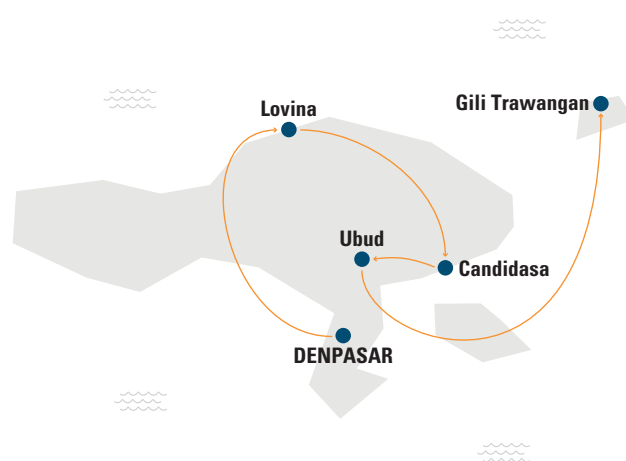 Gili Trawangan
Lovina
Ubud
Candidasa
DENPASAR